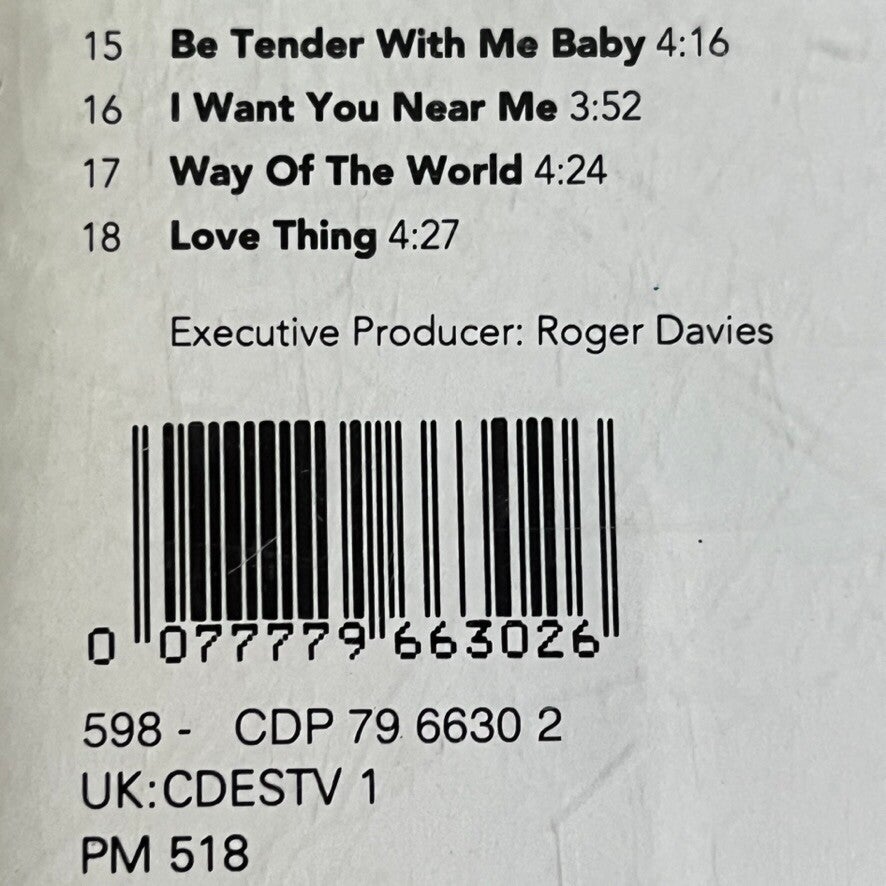 15 Be Tender With Me Baby 4:16
16 I Want You Near Me 3:52
17 Way Of The World 4:24
18 Love Thing 4:27
Executive Producer: Roger Davies
0 077779 663026
598 - CDP 79 6630 2
UK:CDESTV 1
PM 518